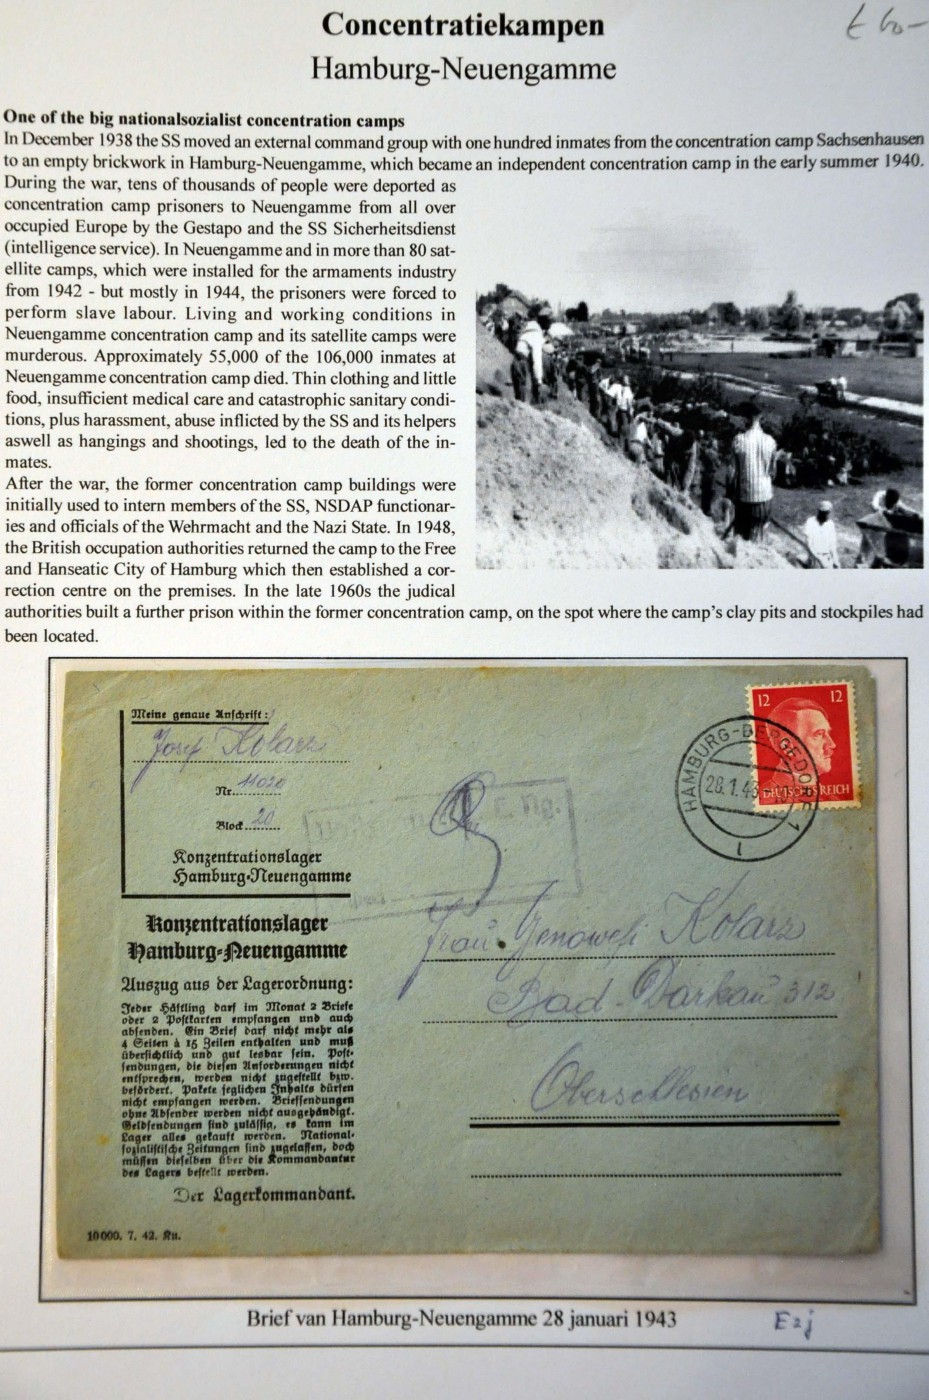 Concentratiekampen
Hamburg-Neuengamme
One of the big nationalsozialist concentration camps
In December 1938 the SS moved an external command group with one hundred inmates from the concentration camp Sachsenhausen
to an empty brickwork in Hamburg-Neuengamme, which became an independent concentration camp in the early summer 1940.
During the war, tens of thousands of people were deported as
concentration camp prisoners to Neuengamme from all over
occupied Europe by the Gestapo and the SS Sicherheitsdienst
(intelligence service). In Neuengamme and in more than 80 sat-
ellite camps, which were installed for the armaments industry
from 1942 - but mostly in 1944, the prisoners were forced to
perform slave labour. Living and working conditions in
Neuengamme concentration camp and its satellite camps were
murderous. Approximately 55,000 of the 106,000 inmates at
Neuengamme concentration camp died. Thin clothing and little
food, insufficient medical care and catastrophic sanitary condi-
tions, plus harassment, abuse inflicted by the SS and its helpers
aswell as hangings and shootings, led to the death of the in-
mates.
After the war, the former concentration camp buildings were
initially used to intern members of the SS, NSDAP functionar-
ies and officials of the Wehrmacht and the Nazi State. In 1948,
the British occupation authorities returned the camp to the Free
and Hanseatic City of Hamburg which then established a cor-
rection centre on the premises. In the late 1960s the judical
authorities built a further prison within the former concentration camp, on the spot where the camp's clay pits and stockpiles had
been located.
Meine genaue Anschrift:
Josef Kolarz
Nr. 11020
Block 20
Konzentrationslager
Hamburg-Neuengamme
12 12
DEUTSCHES REICH
HAMBURG-BERGEDORF 1
28.1.43
Konzentrationslager
Hamburg-Neuengamme
Auszug aus der Lagerordnung:
Jeder Häftling darf im Monat 2 Briefe
oder 2 Postkarten empfangen und auch
absenden. Ein Brief darf nicht mehr als
4 Seiten à 15 Zeilen enthalten und muß
übersichtlich und gut lesbar sein. Post-
sendungen, die diesen Anforderungen nicht
entsprechen, werden nicht zugestellt bzw.
befördert. Pakete jeglichen Inhalts dürfen
nicht empfangen werden. Briefsendungen
ohne Absender werden nicht ausgehändigt.
Geldsendungen sind zulässig, es kann im
Lager alles gekauft werden. National-
sozialistische Zeitungen sind zugelassen, doch
müssen dieselben über die Kommandantur
des Lagers bestellt werden.
Der Lagerkommandant.
10000. 7. 42. Ku.
Frau Genowefi Kolarz
Bad-Darkau 312
Oberschlesien
Brief van Hamburg-Neuengamme 28 januari 1943